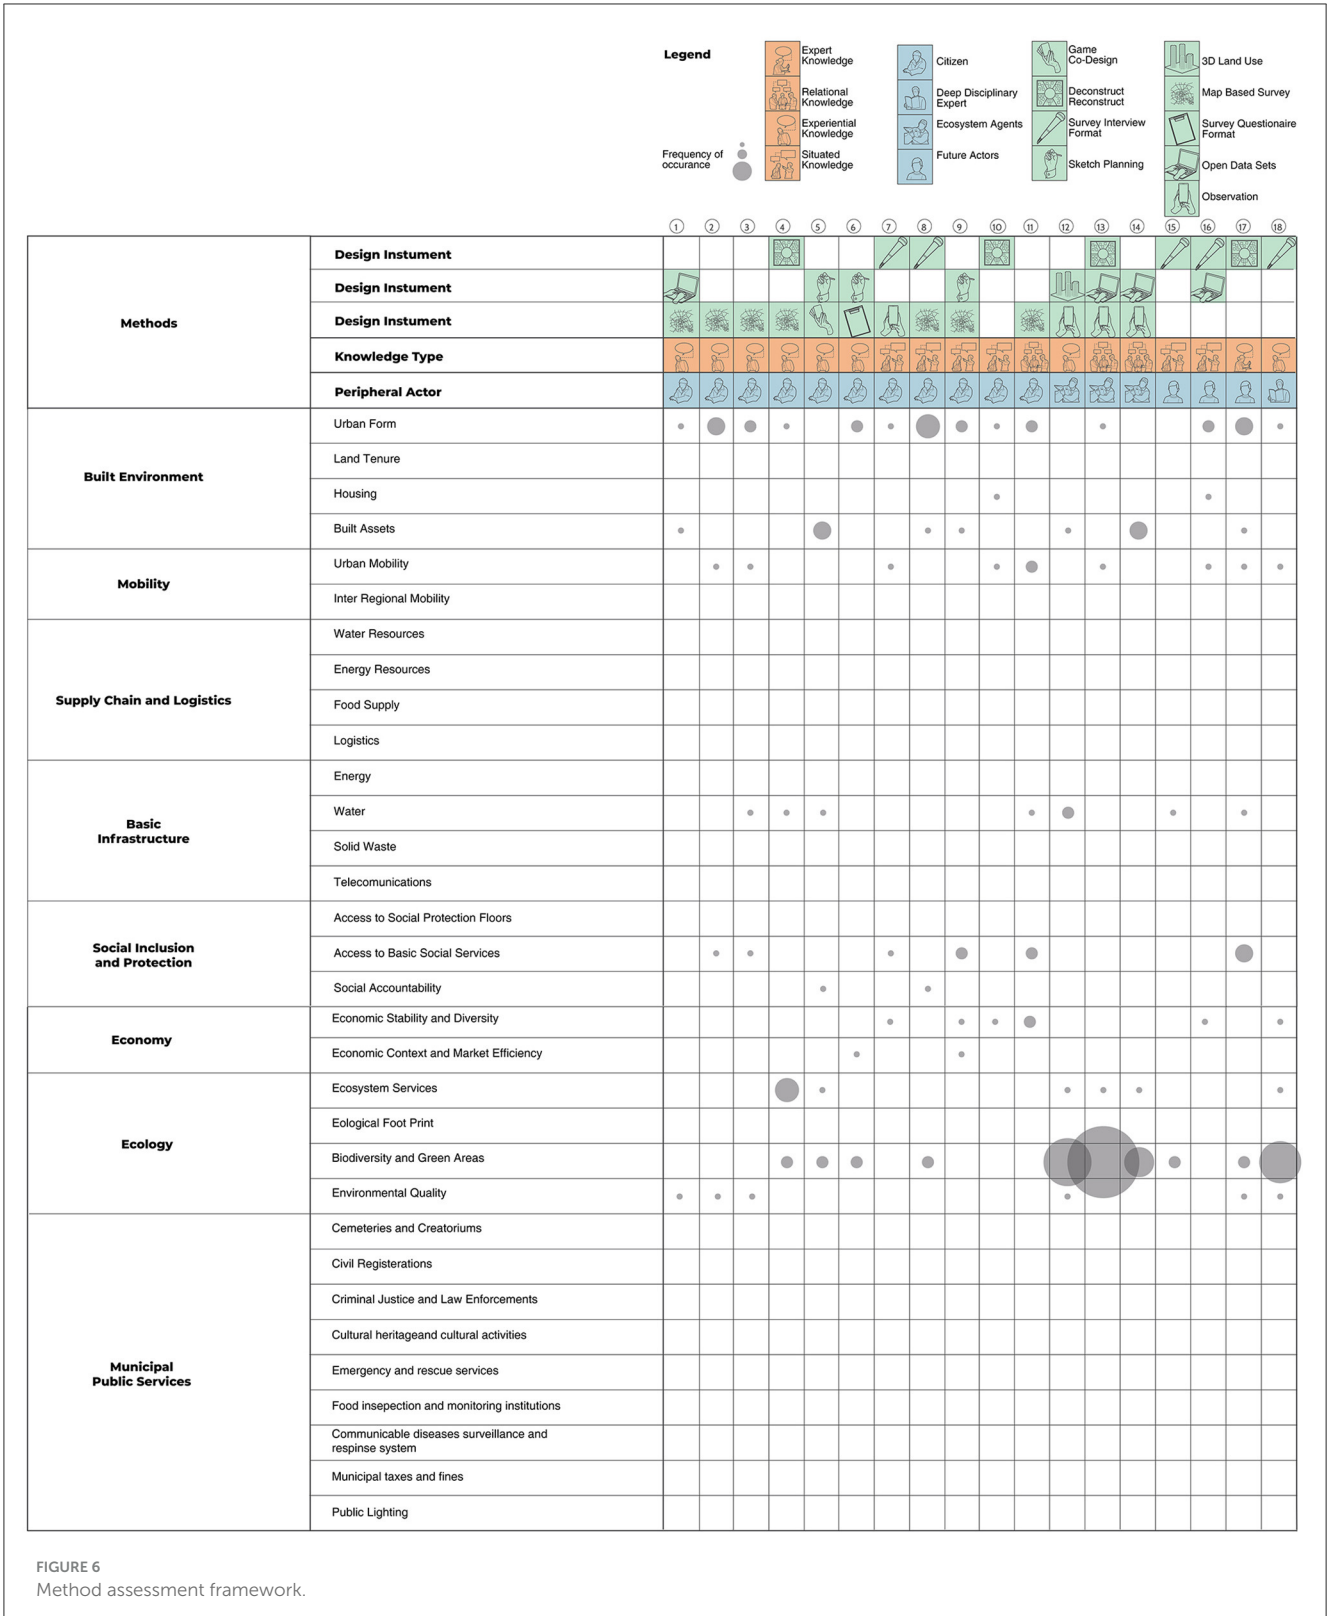 Legend
Frequency of
occurance
Expert
Knowledge
Relational
Knowledge
Experiential
Knowledge
Situated
Knowledge
Citizen
Deep Disciplinary
Expert
Ecosystem Agents
Future Actors
Game
Co-Design
Deconstruct
Reconstruct
Survey Interview
Format
Sketch Planning
3D Land Use
Map Based Survey
Survey Questionaire
Format
Open Data Sets
Observation
1 2 3 4 5 6 7 8 9 10 11 12 13 14 15 16 17 18
Methods
Design Instument
Design Instument
Design Instument
Knowledge Type
Peripheral Actor
Built Environment
Urban Form
Land Tenure
Housing
Built Assets
Mobility
Urban Mobility
Inter Regional Mobility
Supply Chain and Logistics
Water Resources
Energy Resources
Food Supply
Logistics
Basic
Infrastructure
Energy
Water
Solid Waste
Telecomunications
Social Inclusion
and Protection
Access to Social Protection Floors
Access to Basic Social Services
Social Accountability
Economy
Economic Stability and Diversity
Economic Context and Market Efficiency
Ecology
Ecosystem Services
Eological Foot Print
Biodiversity and Green Areas
Environmental Quality
Municipal
Public Services
Cemeteries and Creatoriums
Civil Registerations
Criminal Justice and Law Enforcements
Cultural heritageand cultural activities
Emergency and rescue services
Food insepection and monitoring institutions
Communicable diseases surveillance and
respinse system
Municipal taxes and fines
Public Lighting
FIGURE 6
Method assessment framework.